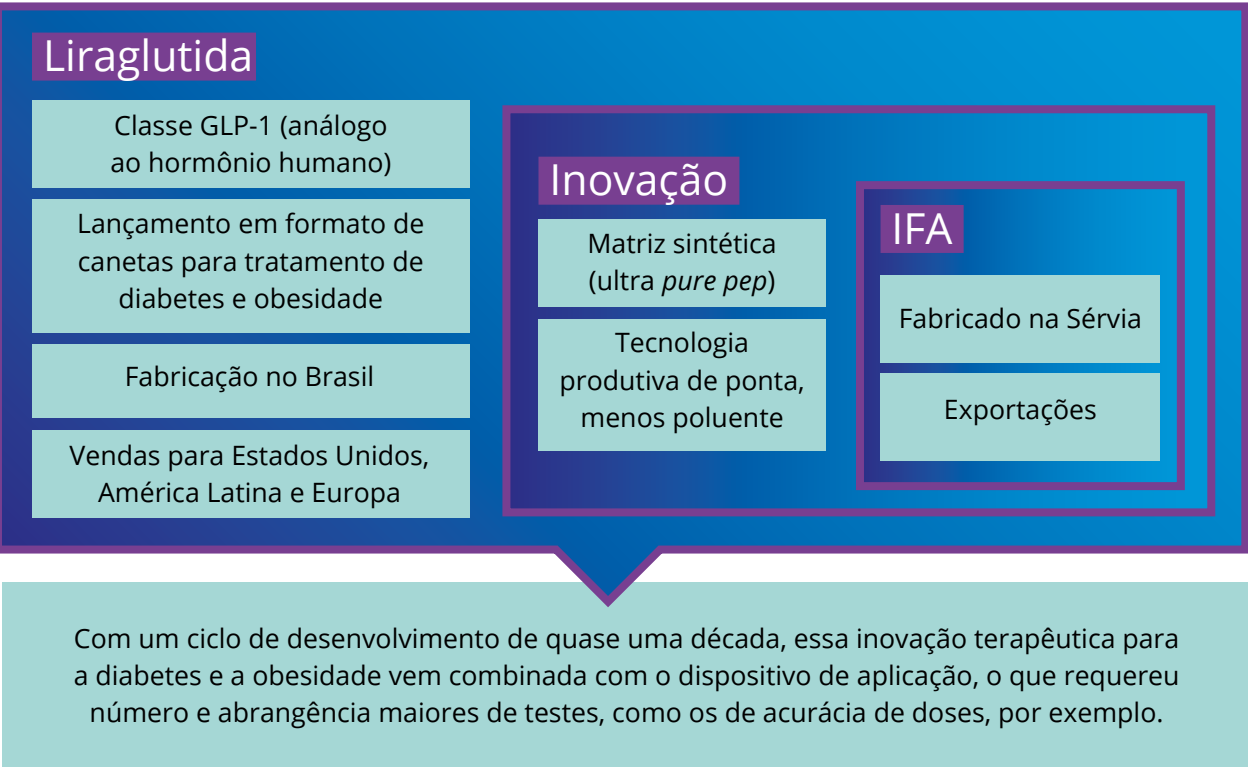 Liraglutida
Classe GLP-1 (análogo
ao hormônio humano)
Lançamento em formato de
canetas para tratamento de
diabetes e obesidade
Fabricação no Brasil
Vendas para Estados Unidos,
América Latina e Europa
Inovação
Matriz sintética
(ultra pure pep)
Tecnologia
produtiva de ponta,
menos poluente
IFA
Fabricado na Sérvia
Exportações
Com um ciclo de desenvolvimento de quase uma década, essa inovação terapêutica para
a diabetes e a obesidade vem combinada com o dispositivo de aplicação, o que requereu
número e abrangência maiores de testes, como os de acurácia de doses, por exemplo.